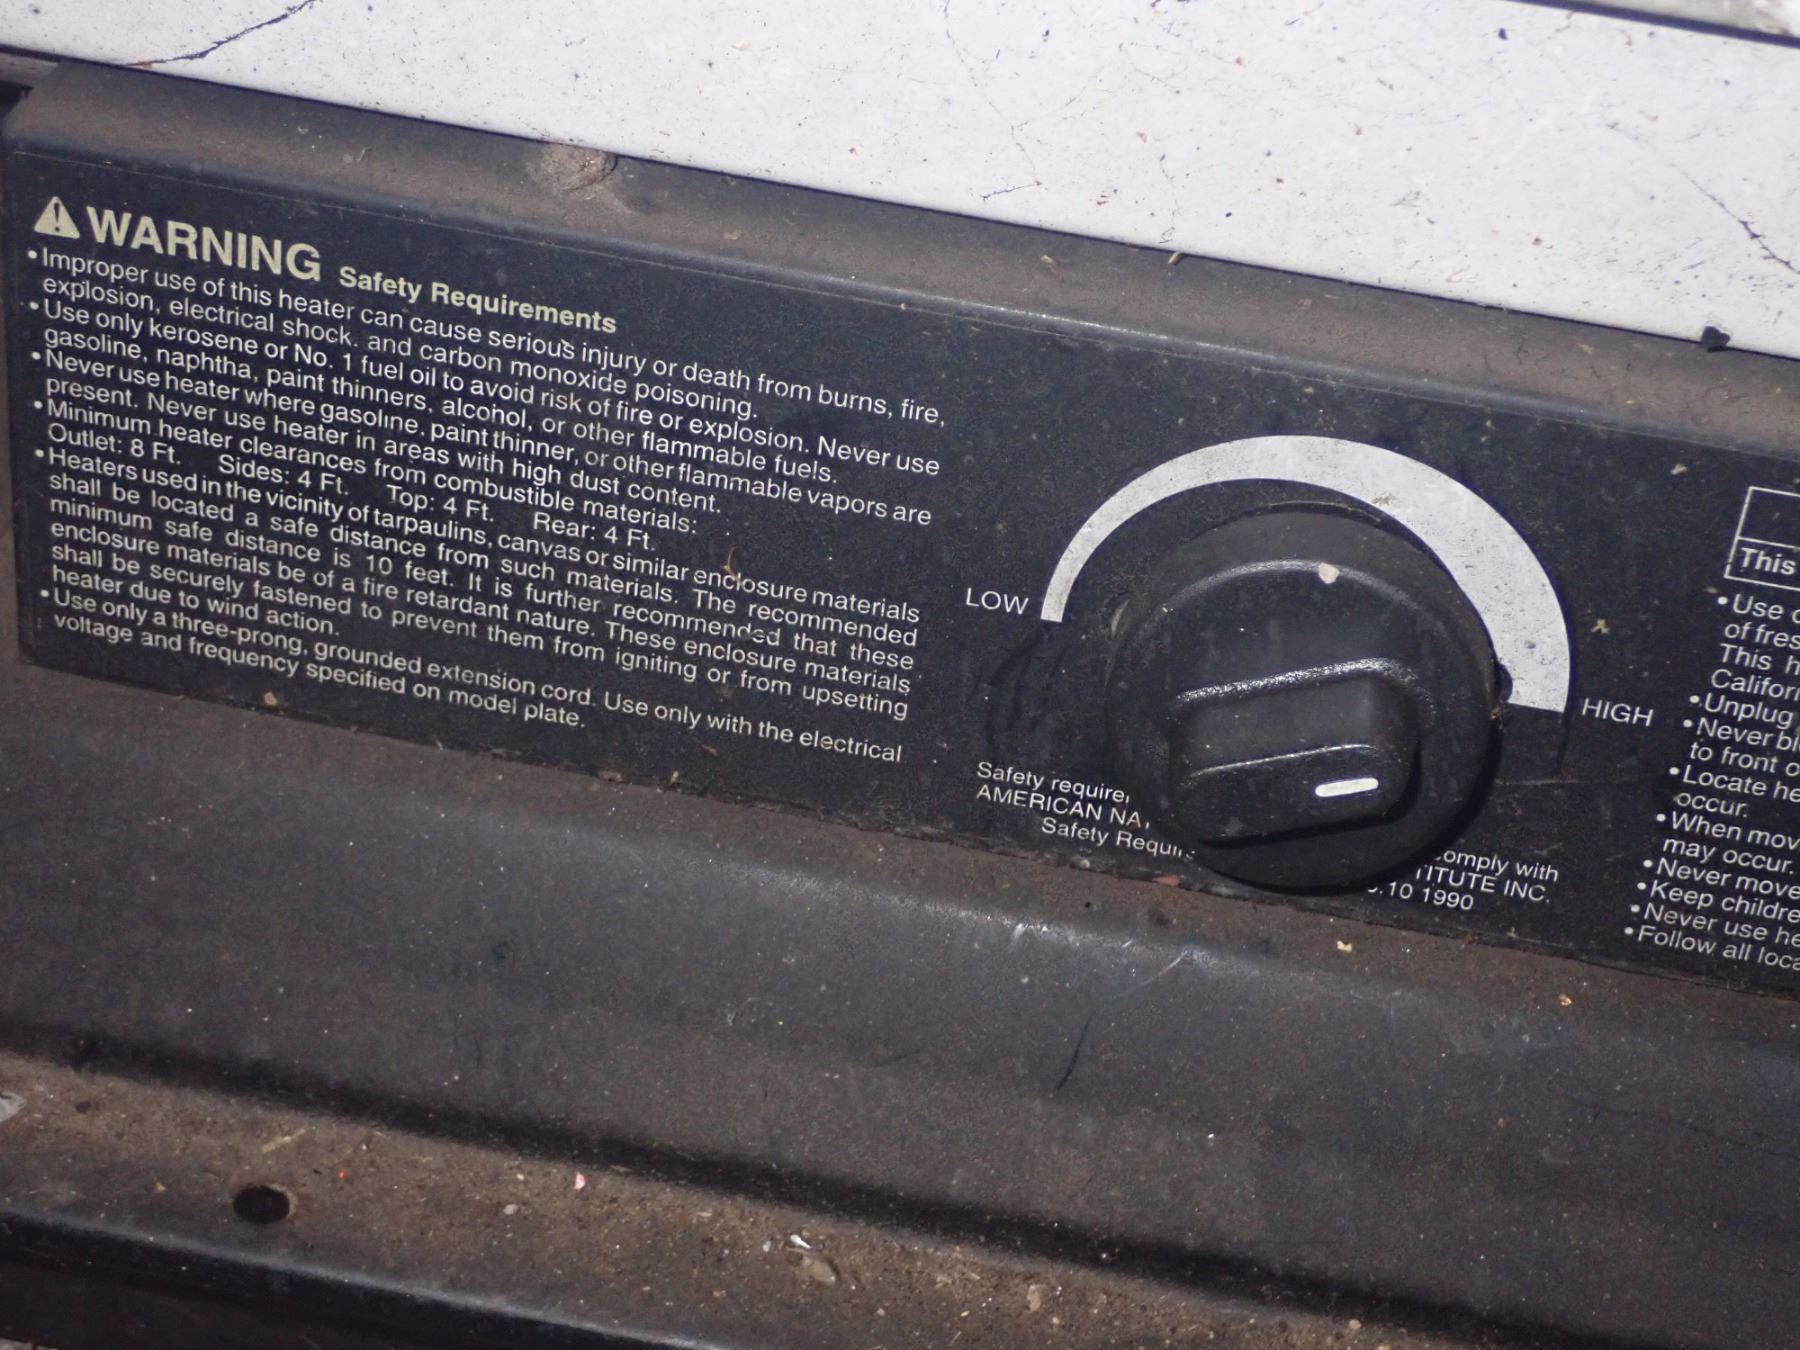 WARNING Safety Requirements
•Improper use of this heater can cause serious injury or death from burns, fire,
explosion, electrical shock. and carbon monoxide poisoning.
•Use only kerosene or No. 1 fuel oil to avoid risk of fire or explosion. Never use
gasoline, naphtha, paint thinners, alcohol, or other flammable fuels.
•Never use heater where gasoline, paint thinner, or other flammable vapors are
present. Never use heater in areas with high dust content.
•Minimum heater clearances from combustible materials:
Outlet: 8 Ft. Sides: 4 Ft. Top: 4 Ft. Rear: 4 Ft.
•Heaters used in the vicinity of tarpaulins, canvas or similar enclosure materials
shall be located a safe distance from such materials. The recommended
minimum safe distance is 10 feet. It is further recommended that these
enclosure materials be of a fire retardant nature. These enclosure materials
shall be securely fastened to prevent them from igniting or from upsetting
heater due to wind action.
•Use only a three-prong, grounded extension cord. Use only with the electrical
voltage and frequency specified on model plate.
LOW
HIGH
Safety require
AMERICAN NA
Safety Requir
comply with
TITUTE INC.
.10 1990
This
•Use
of fres
This h
Califor
•Unplug
•Never bl
to front o
•Locate he
occur.
•When mov
may occur.
•Never move
•Keep childre
•Never use he
•Follow all loca